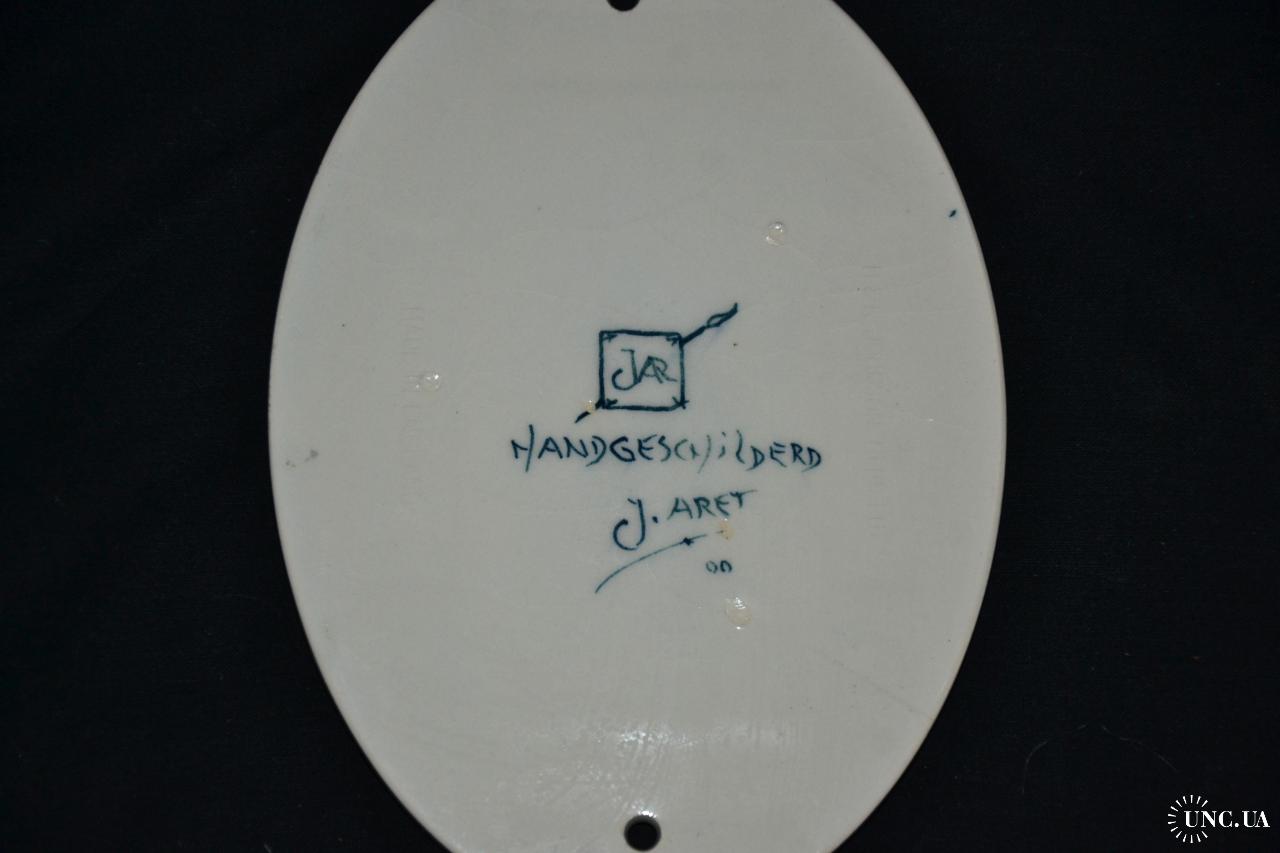 JAR
HANDGESCHILDERD
J. ARET
00
UNC.UA